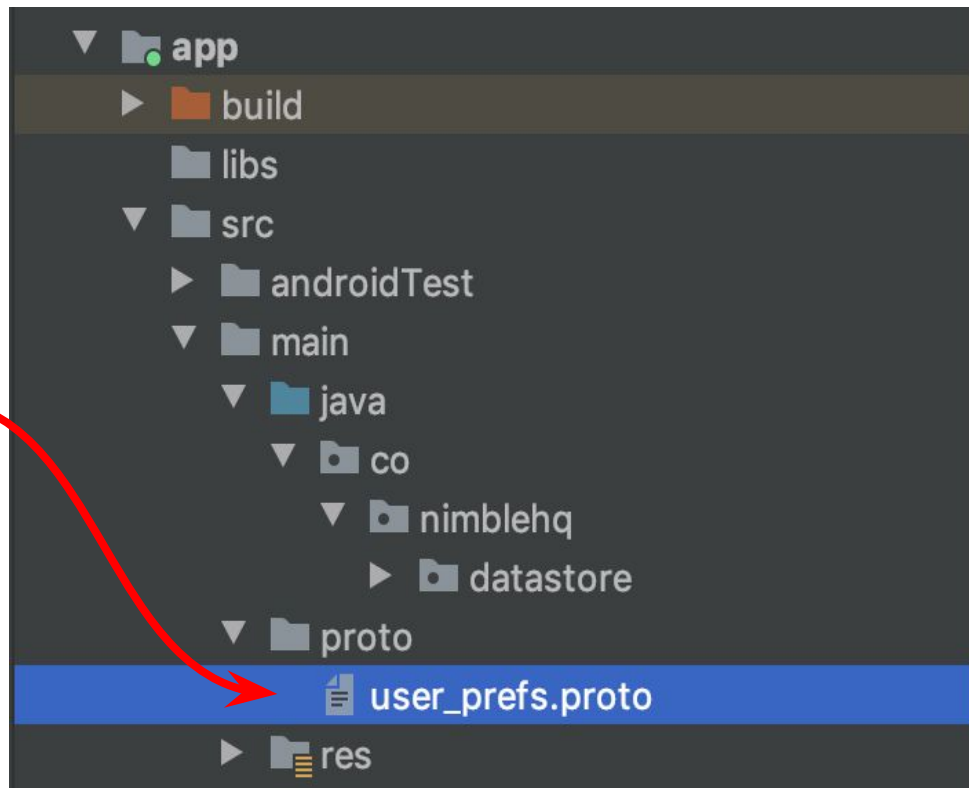 app
build
libs
src
androidTest
main
java
co
nimblehq
datastore
proto
user_prefs.proto
res